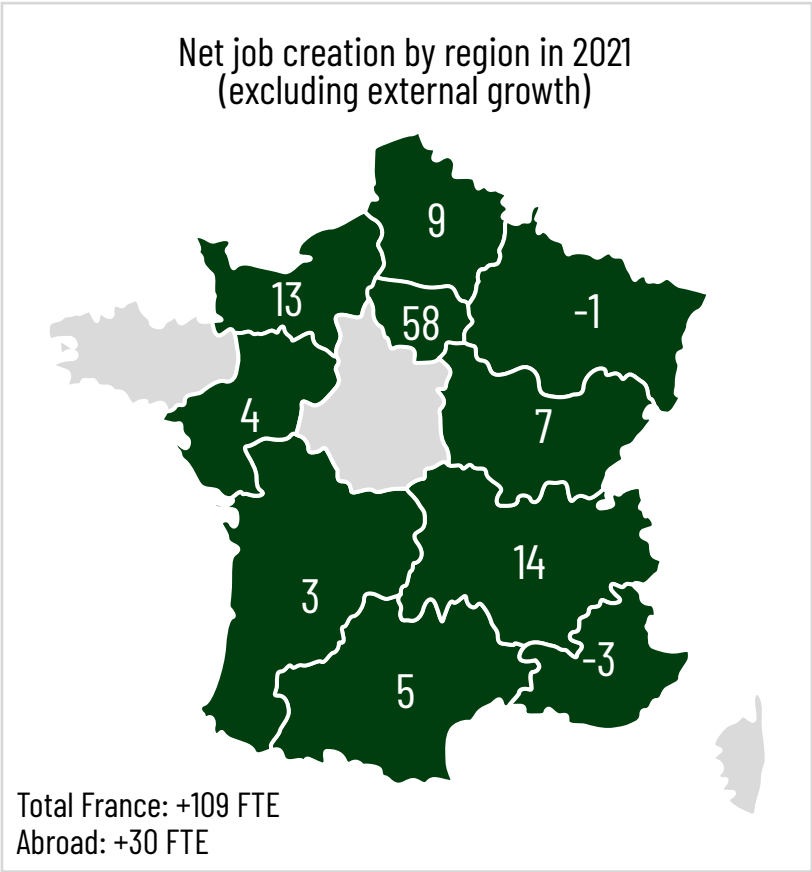 Net job creation by region in 2021
(excluding external growth)
9
13
58
-1
4
7
14
3
-3
5
Total France: +109 FTE
Abroad: +30 FTE